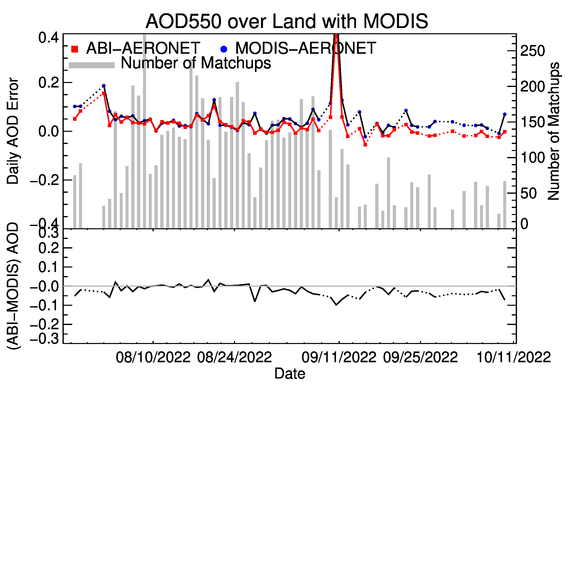 AOD550 over Land with MODIS
ABI-AERONET MODIS-AERONET
Number of Matchups
Daily AOD Error
0.4
0.2
0.0
-0.2
-0.4
Number of Matchups
250
200
150
100
50
0
(ABI-MODIS) AOD
0.3
0.2
0.1
-0.0
-0.1
-0.2
-0.3
08/10/2022 08/24/2022 09/11/2022 09/25/2022 10/11/2022
Date